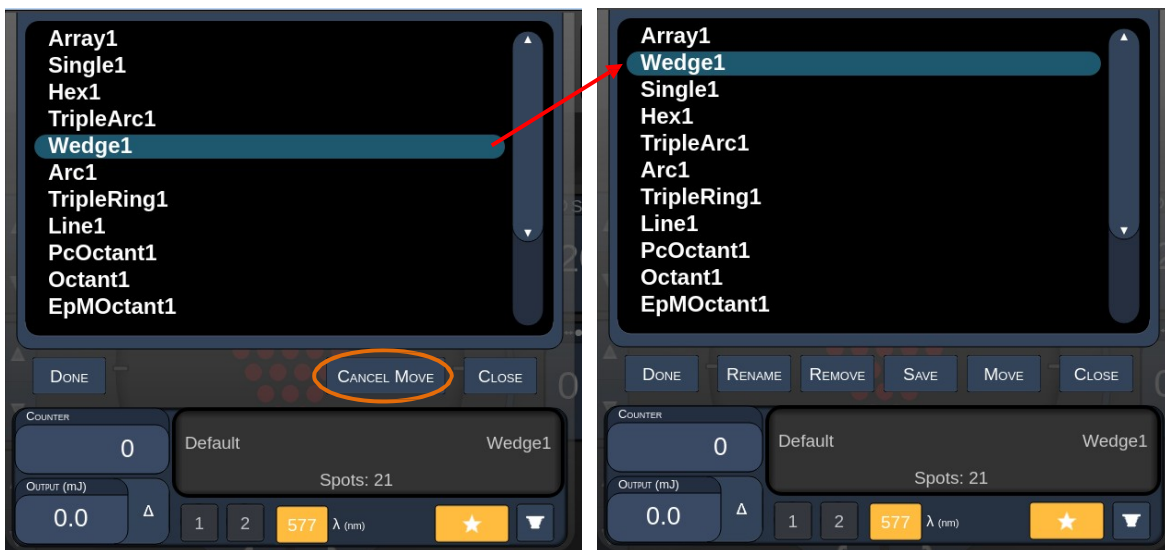 Array1
Single1
Hex1
TripleArc1
Wedge1
Arc1
TripleRing1
Line1
PcOctant1
Octant1
EpMOctant1
DONE CANCEL MOVE CLOSE
COUNTER
0
Default Wedge1
Spots: 21
OUTPUT (mJ)
0.0 Δ
1 2 577 λ (nm)
Array1
Wedge1
Single1
Hex1
TripleArc1
Arc1
TripleRing1
Line1
PcOctant1
Octant1
EpMOctant1
DONE RENAME REMOVE SAVE MOVE CLOSE
COUNTER
0
Default Wedge1
Spots: 21
OUTPUT (mJ)
0.0 Δ
1 2 577 λ (nm)